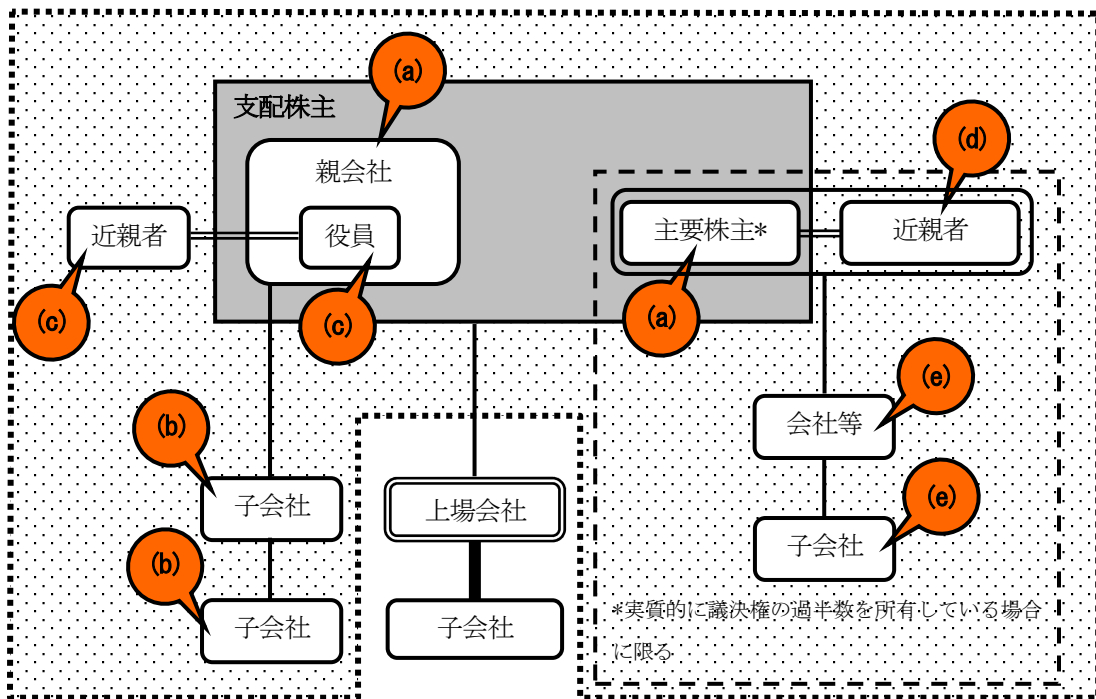 (a)
支配株主
親会社
(d)
近親者
役員
主要株主*
近親者
(c)
(c)
(a)
(e)
会社等
(b)
子会社
上場会社
(e)
子会社
(b)
子会社
子会社
*実質的に議決権の過半数を所有している場合
に限る